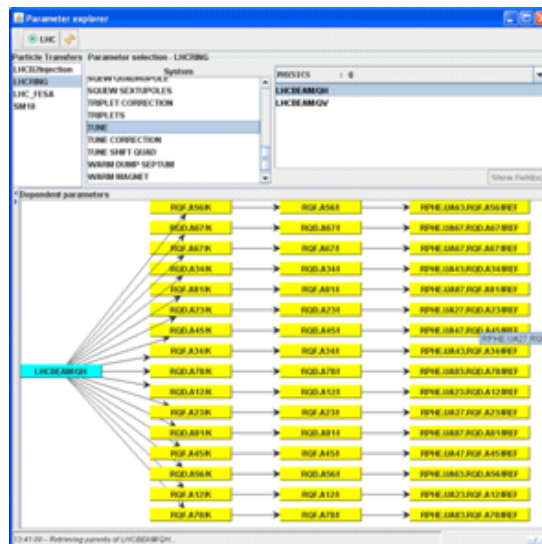 Parameter explorer
LHC
Particle Transfers
LHCB2Injection
LHCRING
LHC_FESA
SM18
Parameter selection - LHCRING
System
SQUEW QUADRUPOLE
SQUEW SEXTUPOLES
TRIPLET CORRECTION
TRIPLETS
TUNE
TUNE CORRECTION
TUNE SHIFT QUAD
WARM DUMP SEPTUM
WARM MAGNET
PHYSICS : Q
LHCBEAM/QH
LHCBEAM/QV
Show Field(s)
Dependent parameters
LHCBEAM/QH
RQF.A56/K RQF.A56/I RPHE.UA63.RQF.A56/IREF
RQD.A67/K RQD.A67/I RPHE.UA67.RQD.A67/IREF
RQF.A67/K RQF.A67/I RPHE.UA67.RQF.A67/IREF
RQD.A34/K RQD.A34/I RPHE.UA43.RQD.A34/IREF
RQF.A81/K RQF.A81/I RPHE.UA87.RQF.A81/IREF
RQD.A23/K RQD.A23/I RPHE.UA27.RQD.A23/IREF
RQD.A45/K RQD.A45/I RPHE.UA47.RQD.A45/IREF
RPHE.UA27.RQ
RQF.A34/K RQF.A34/I RPHE.UA43.RQF.A34/IREF
RQD.A78/K RQD.A78/I RPHE.UA83.RQD.A78/IREF
RQD.A12/K RQD.A12/I RPHE.UA23.RQD.A12/IREF
RQF.A23/K RQF.A23/I RPHE.UA27.RQF.A23/IREF
RQD.A81/K RQD.A81/I RPHE.UA87.RQD.A81/IREF
RQF.A45/K RQF.A45/I RPHE.UA47.RQF.A45/IREF
RQD.A56/K RQD.A56/I RPHE.UA63.RQD.A56/IREF
RQF.A12/K RQF.A12/I RPHE.UA23.RQF.A12/IREF
RQF.A78/K RQF.A78/I RPHE.UA83.RQF.A78/IREF
13:41:00 - Retrieving parents of LHCBEAM/QH...